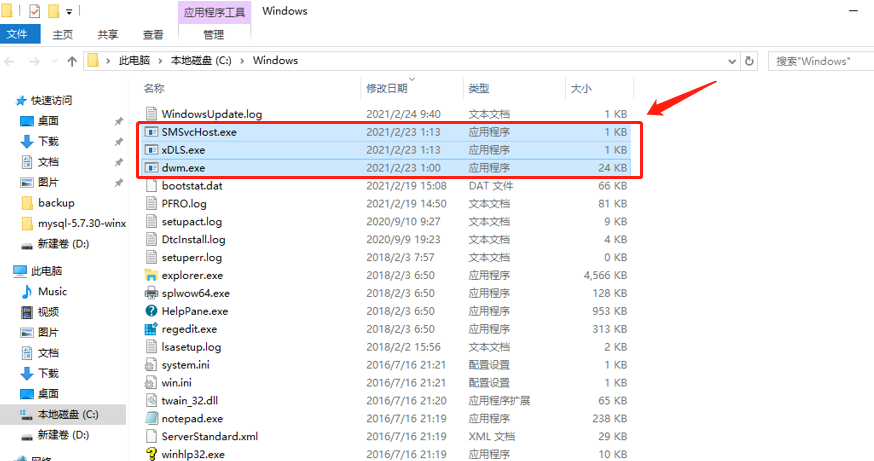 应用程序工具 Windows
文件 主页 共享 查看 管理
此电脑 本地磁盘 (C:) Windows 搜索"Windows"
名称 修改日期 类型 大小
快速访问
桌面
下载
文档
图片
backup
mysql-5.7.30-winx
新建卷 (D:)
此电脑
Music
视频
图片
文档
下载
桌面
本地磁盘 (C:)
新建卷 (D:)
网络
WindowsUpdate.log 2021/2/24 9:40 文本文档 1 KB
SMSvcHost.exe 2021/2/23 1:13 应用程序 1 KB
xDLS.exe 2021/2/23 1:13 应用程序 1 KB
dwm.exe 2021/2/23 1:00 应用程序 24 KB
bootstat.dat 2021/2/19 15:08 DAT 文件 66 KB
PFRO.log 2021/2/19 14:50 文本文档 81 KB
setupact.log 2020/9/10 9:27 文本文档 9 KB
DtcInstall.log 2020/9/9 19:23 文本文档 4 KB
setuperr.log 2018/2/3 7:57 文本文档 0 KB
explorer.exe 2018/2/3 6:50 应用程序 4,566 KB
splwow64.exe 2018/2/3 6:50 应用程序 128 KB
HelpPane.exe 2018/2/3 6:50 应用程序 953 KB
regedit.exe 2018/2/3 6:50 应用程序 313 KB
lsasetup.log 2018/2/2 15:56 文本文档 2 KB
system.ini 2016/7/16 21:21 配置设置 1 KB
win.ini 2016/7/16 21:21 配置设置 1 KB
twain_32.dll 2016/7/16 21:20 应用程序扩展 65 KB
notepad.exe 2016/7/16 21:19 应用程序 238 KB
ServerStandard.xml 2016/7/16 21:19 XML 文档 29 KB
winhlp32.exe 2016/7/16 21:19 应用程序 10 KB